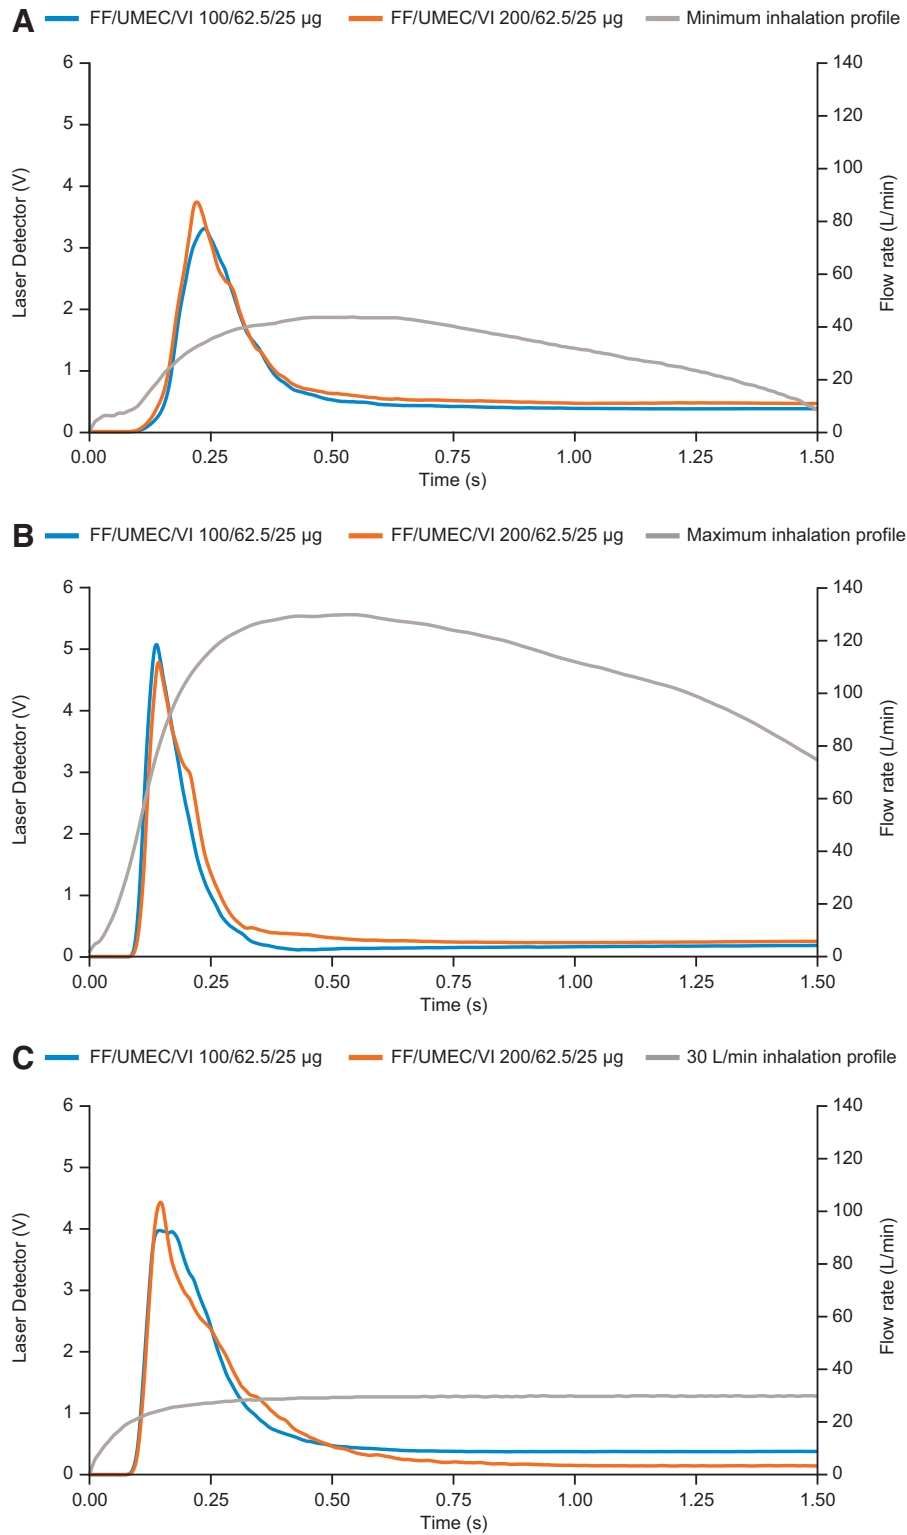 A FF/UMEC/VI 100/62.5/25 µg FF/UMEC/VI 200/62.5/25 µg Minimum inhalation profile
6 140
5 120
4 100
3 80
2 60
1 40
0 20
0
Laser Detector (V)
Flow rate (L/min)
0.00 0.25 0.50 0.75 1.00 1.25 1.50
Time (s)
B FF/UMEC/VI 100/62.5/25 µg FF/UMEC/VI 200/62.5/25 µg Maximum inhalation profile
6 140
5 120
4 100
3 80
2 60
1 40
0 20
0
Laser Detector (V)
Flow rate (L/min)
0.00 0.25 0.50 0.75 1.00 1.25 1.50
Time (s)
C FF/UMEC/VI 100/62.5/25 µg FF/UMEC/VI 200/62.5/25 µg 30 L/min inhalation profile
6 140
5 120
4 100
3 80
2 60
1 40
0 20
0
Laser Detector (V)
Flow rate (L/min)
0.00 0.25 0.50 0.75 1.00 1.25 1.50
Time (s)